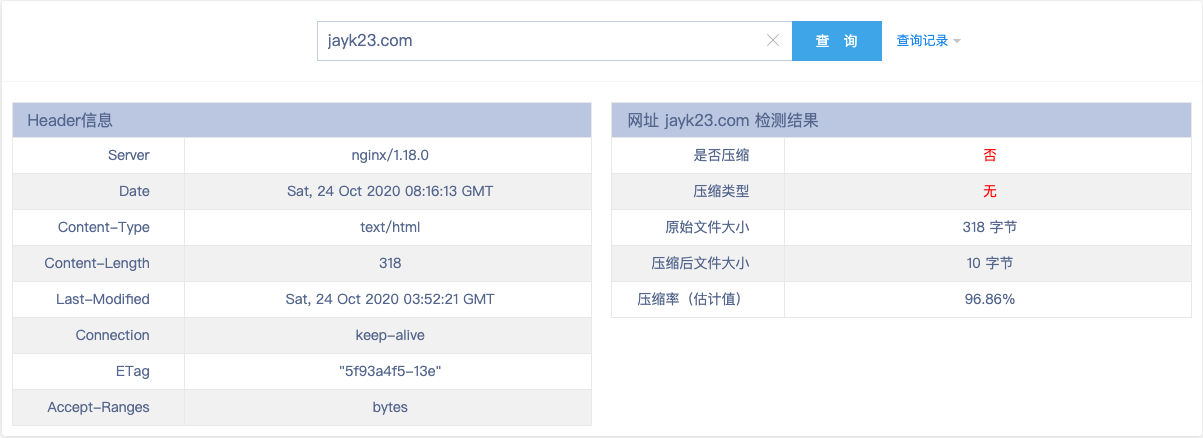 jayk23.com
查 询
查询记录
Header信息
Server nginx/1.18.0
Date Sat, 24 Oct 2020 08:16:13 GMT
Content-Type text/html
Content-Length 318
Last-Modified Sat, 24 Oct 2020 03:52:21 GMT
Connection keep-alive
ETag "5f93a4f5-13e"
Accept-Ranges bytes
网址 jayk23.com 检测结果
是否压缩 否
压缩类型 无
原始文件大小 318 字节
压缩后文件大小 10 字节
压缩率（估计值） 96.86%